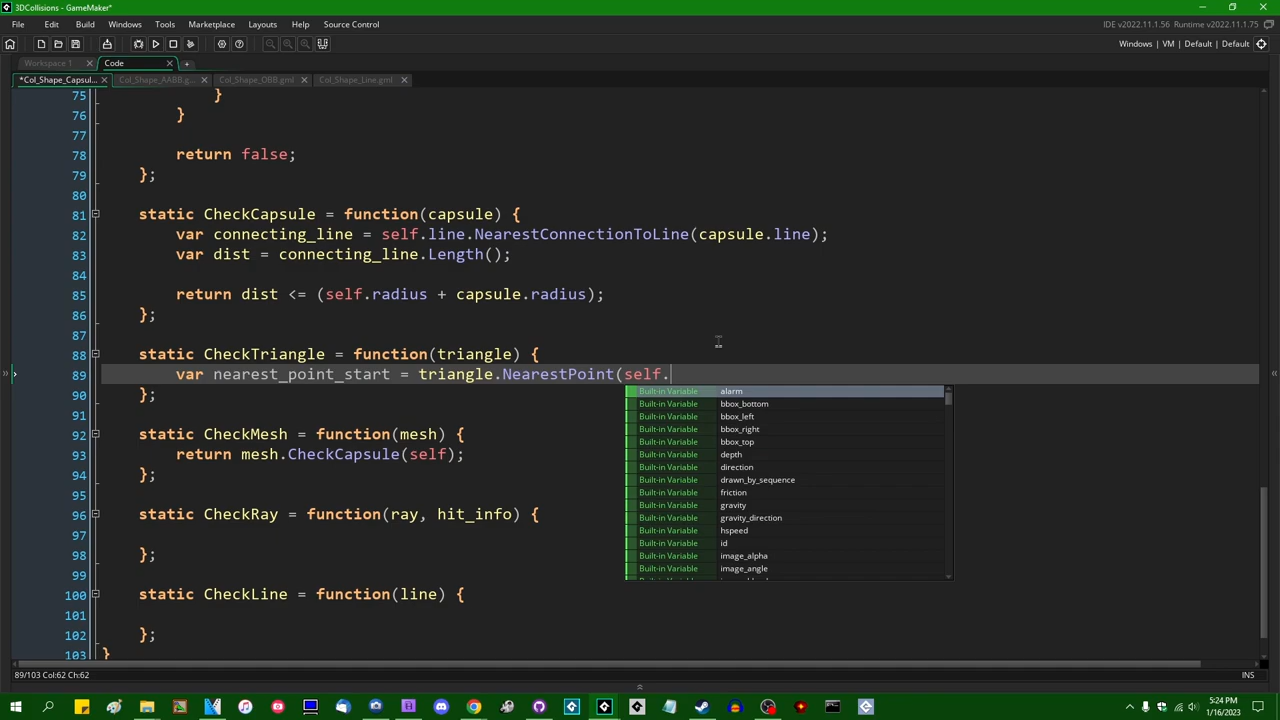 3DCollisions - GameMaker*
File Edit Build Windows Tools Marketplace Layouts Help Source Control
IDE v2022.11.1.56 Runtime v2022.11.1.75
Windows | VM | Default | Default
Workspace 1
Code
*Col_Shape_Capsul...
Col_Shape_AABB.g...
Col_Shape_OBB.gml
Col_Shape_Line.gml
75 }
76 }
77
78 return false;
79 };
80
81 static CheckCapsule = function(capsule) {
82 var connecting_line = self.line.NearestConnectionToLine(capsule.line);
83 var dist = connecting_line.Length();
84
85 return dist <= (self.radius + capsule.radius);
86 };
87
88 static CheckTriangle = function(triangle) {
89 var nearest_point_start = triangle.NearestPoint(self.
90 };
91
92 static CheckMesh = function(mesh) {
93 return mesh.CheckCapsule(self);
94 };
95
96 static CheckRay = function(ray, hit_info) {
97
98 };
99
100 static CheckLine = function(line) {
101
102 };
103 }
Built-in Variable alarm
Built-in Variable bbox_bottom
Built-in Variable bbox_left
Built-in Variable bbox_right
Built-in Variable bbox_top
Built-in Variable depth
Built-in Variable direction
Built-in Variable drawn_by_sequence
Built-in Variable friction
Built-in Variable gravity
Built-in Variable gravity_direction
Built-in Variable hspeed
Built-in Variable id
Built-in Variable image_alpha
Built-in Variable image_angle
89/103 Col:62 Ch:62
INS
5:24 PM
1/16/2023